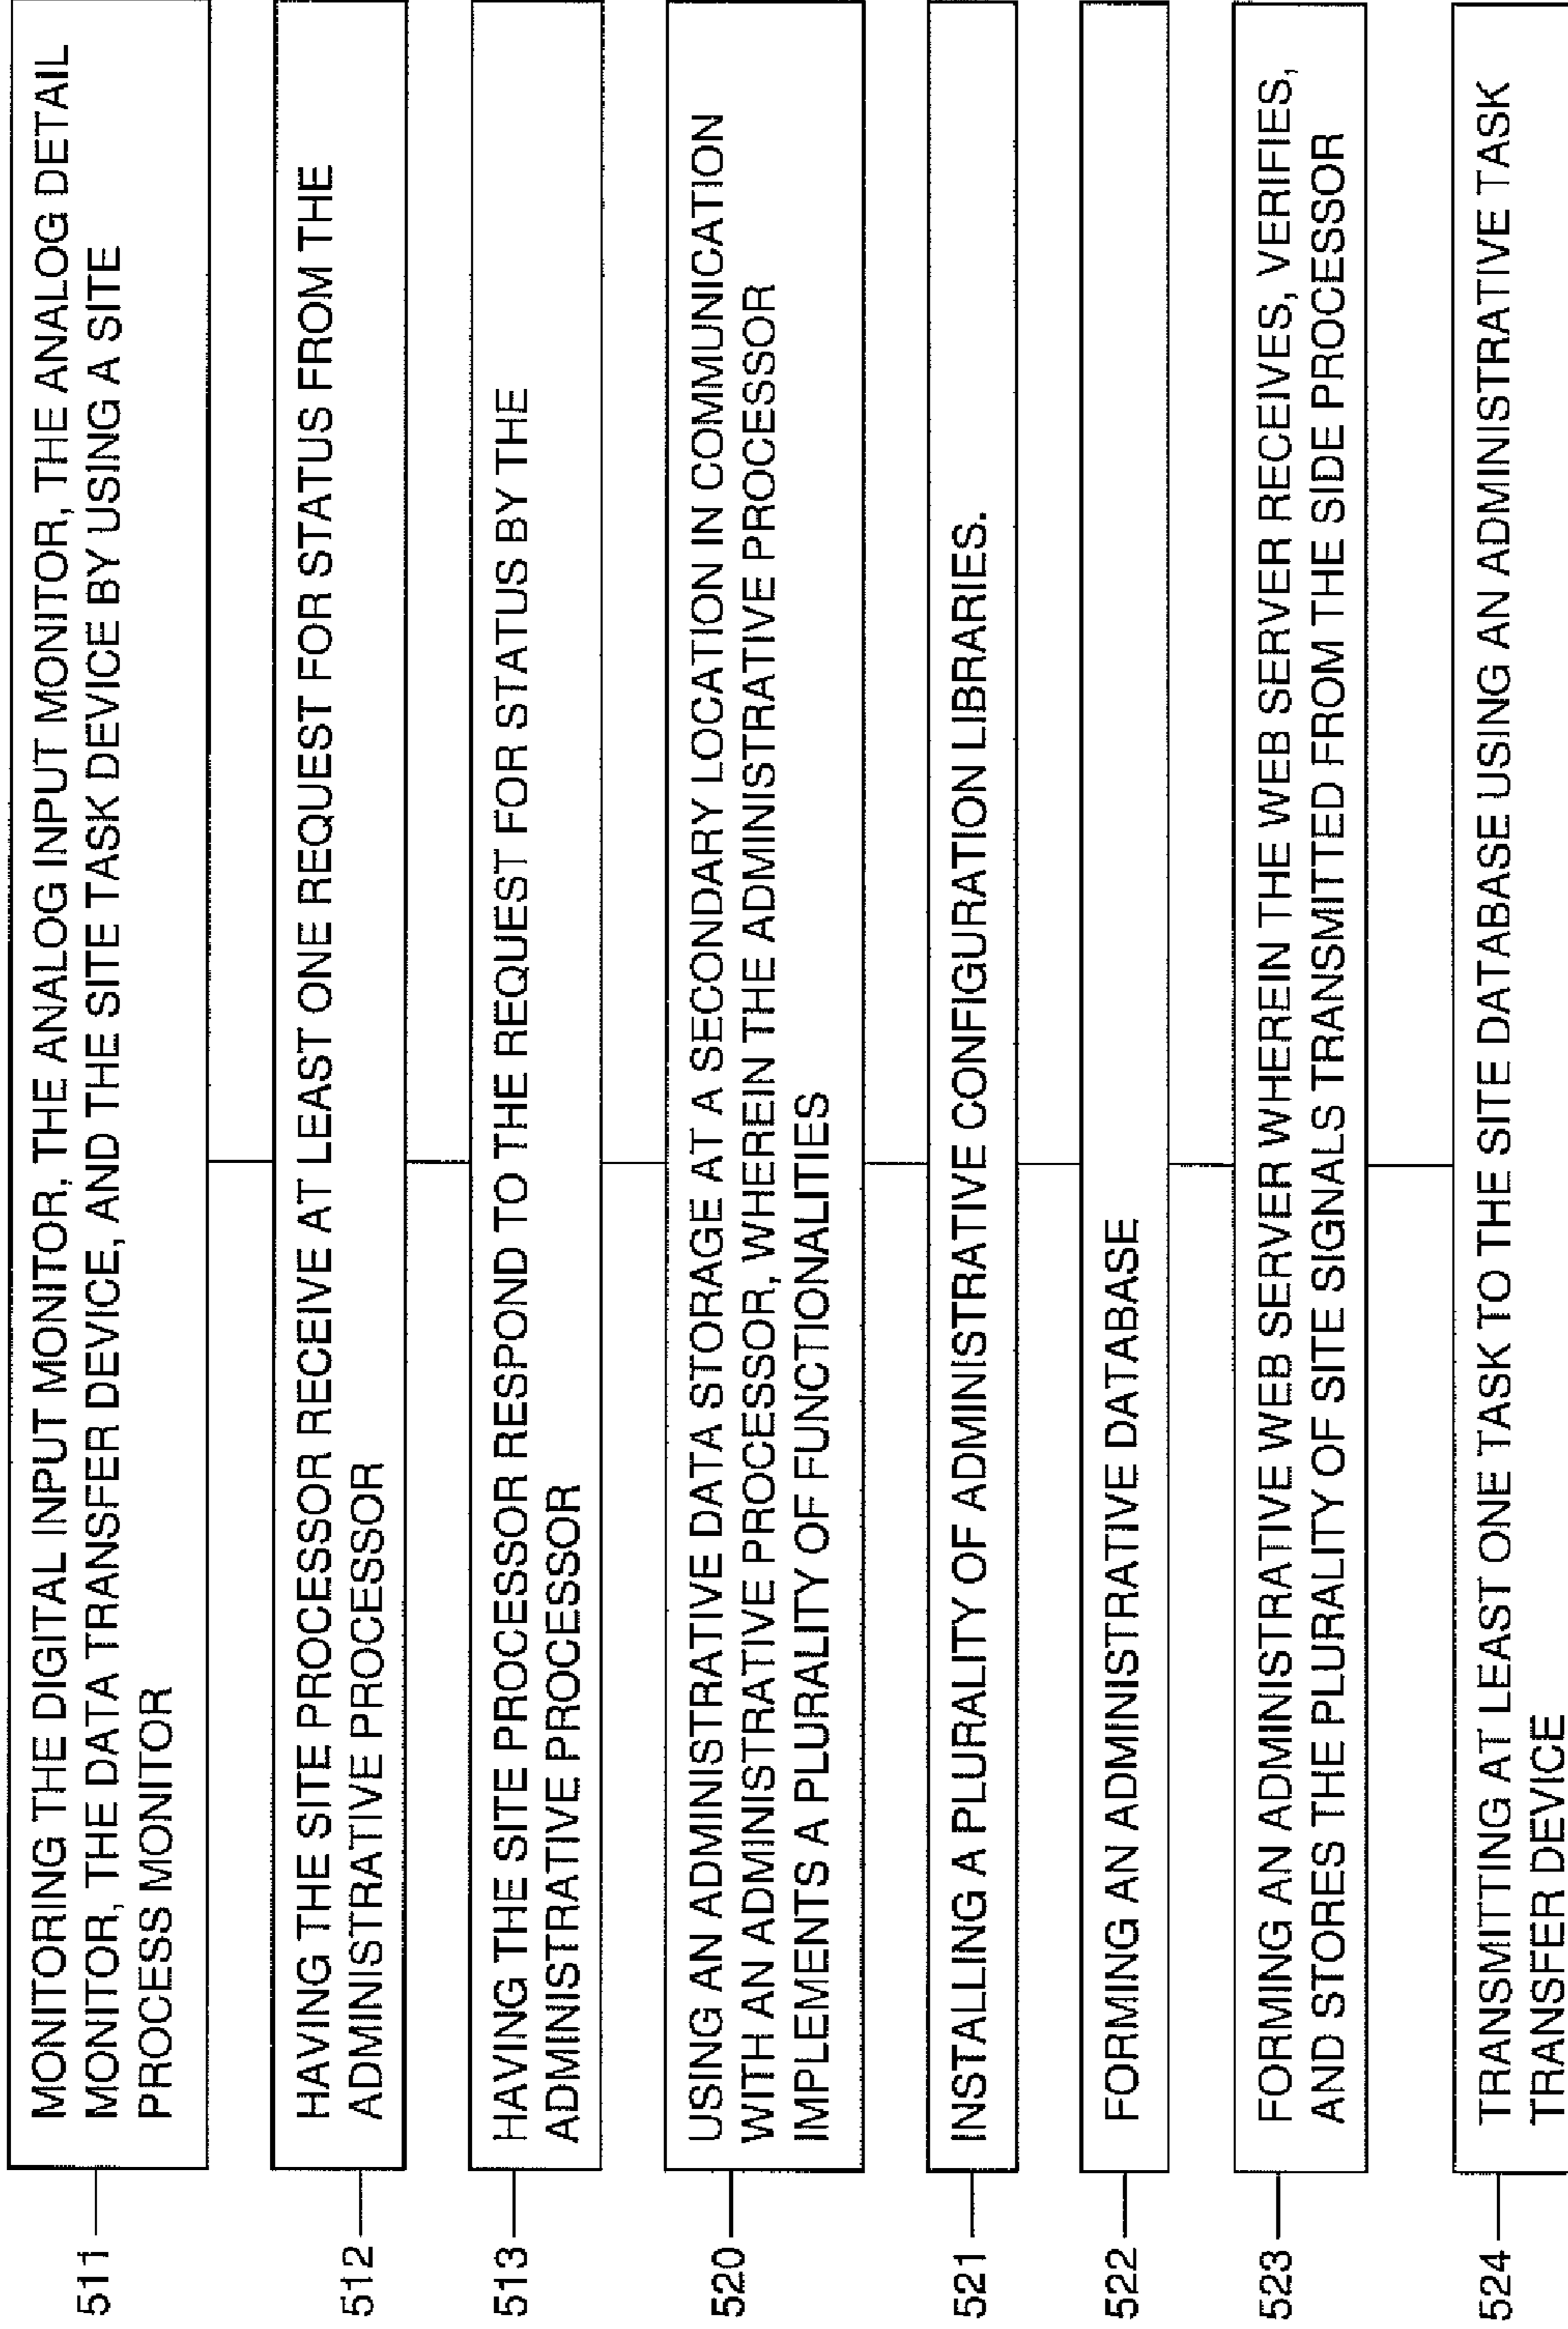 511
MONITORING THE DIGITAL INPUT MONITOR, THE ANALOG INPUT MONITOR, THE ANALOG DETAIL
MONITOR, THE DATA TRANSFER DEVICE, AND THE SITE TASK DEVICE BY USING A SITE
PROCESS MONITOR
512
HAVING THE SITE PROCESSOR RECEIVE AT LEAST ONE REQUEST FOR STATUS FROM THE
ADMINISTRATIVE PROCESSOR
513
HAVING THE SITE PROCESSOR RESPOND TO THE REQUEST FOR STATUS BY THE
ADMINISTRATIVE PROCESSOR
520
USING AN ADMINISTRATIVE DATA STORAGE AT A SECONDARY LOCATION IN COMMUNICATION
WITH AN ADMINISTRATIVE PROCESSOR, WHEREIN THE ADMINISTRATIVE PROCESSOR
IMPLEMENTS A PLURALITY OF FUNCTIONALITIES
521
INSTALLING A PLURALITY OF ADMINISTRATIVE CONFIGURATION LIBRARIES.
522
FORMING AN ADMINISTRATIVE DATABASE
523
FORMING AN ADMINISTRATIVE WEB SERVER WHEREIN THE WEB SERVER RECEIVES, VERIFIES,
AND STORES THE PLURALITY OF SITE SIGNALS TRANSMITTED FROM THE SIDE PROCESSOR
524
TRANSMITTING AT LEAST ONE TASK TO THE SITE DATABASE USING AN ADMINISTRATIVE TASK
TRANSFER DEVICE